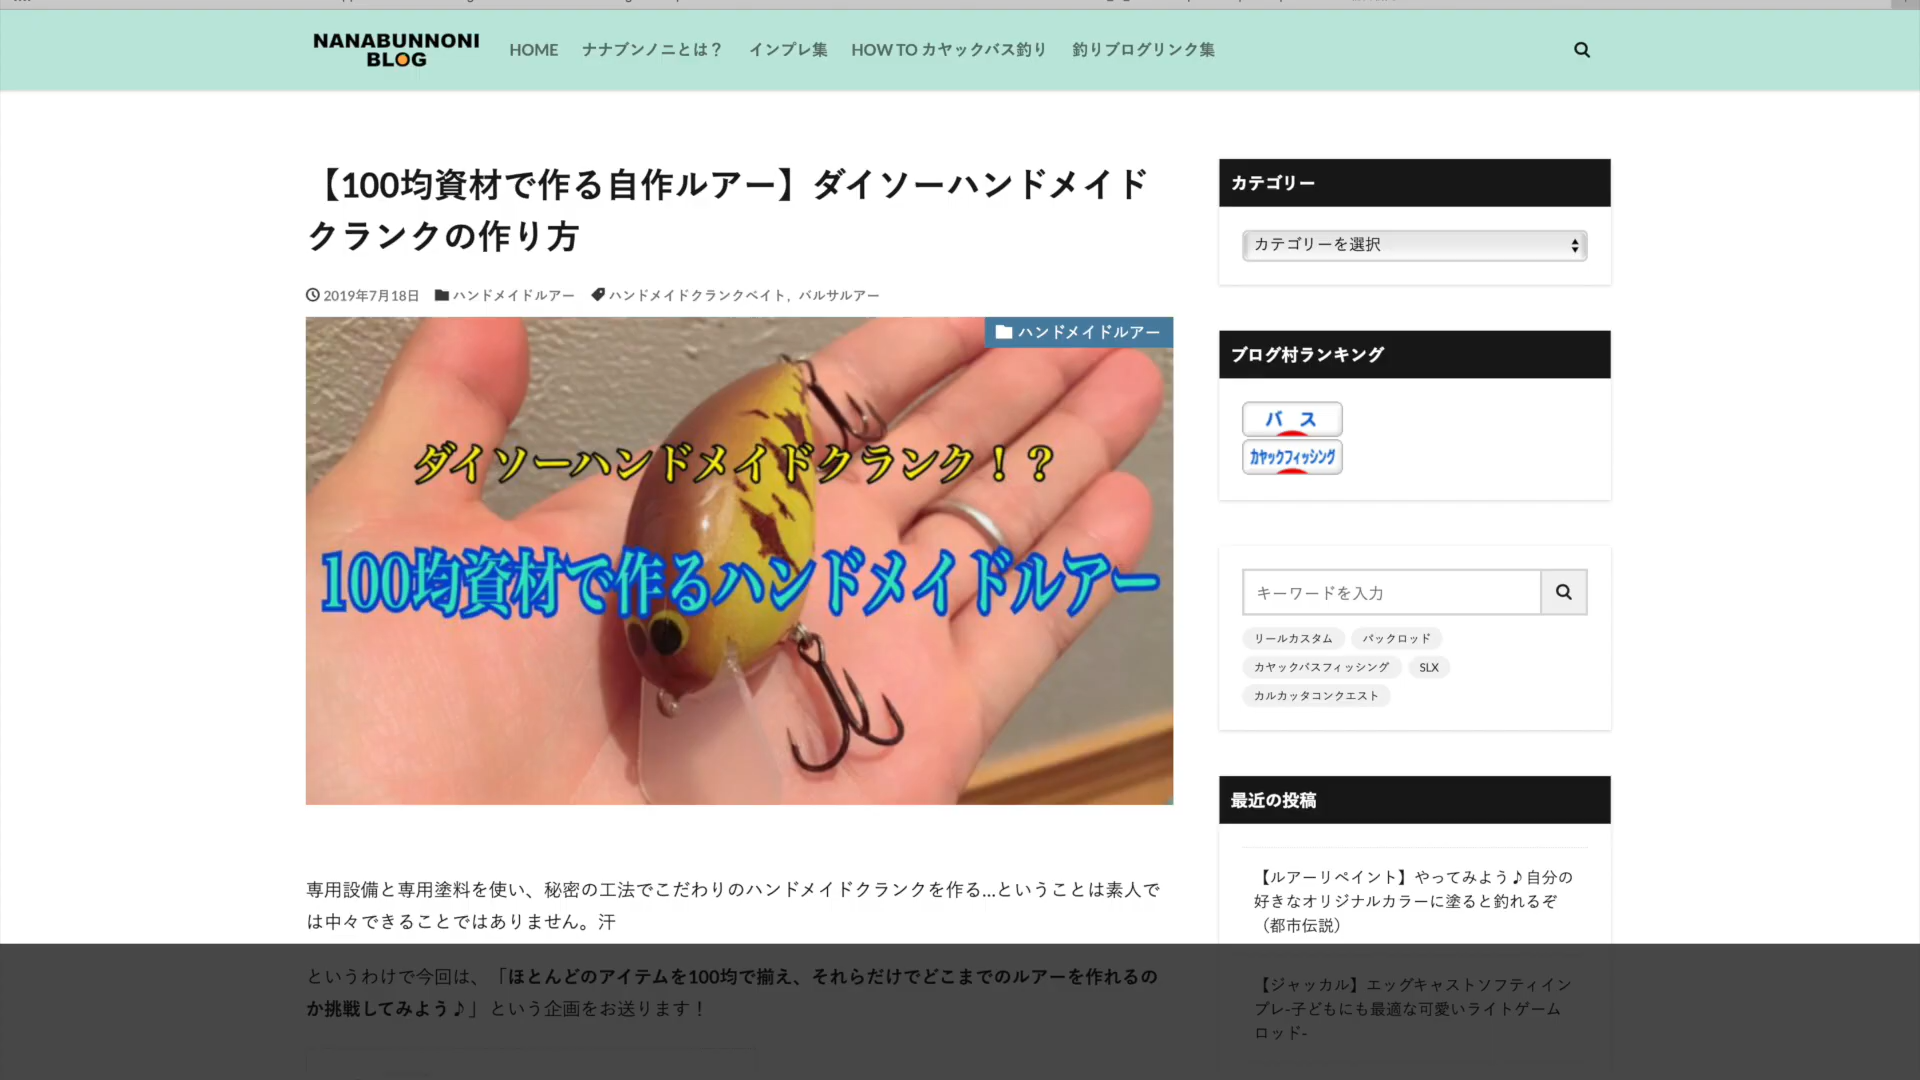 NANABUNNONI
BLOG
HOME
ナナブンノニとは？
インプレ集
HOW TO カヤックバス釣り
釣りブログリンク集
【100均資材で作る自作ルアー】ダイソーハンドメイド
クランクの作り方
2019年7月18日 ハンドメイドルアー ハンドメイドクランクベイト, バルサルアー
ハンドメイドルアー
ダイソーハンドメイドクランク！？
100均資材で作るハンドメイドルアー
専用設備と専用塗料を使い、秘密の工法でこだわりのハンドメイドクランクを作る…ということは素人で
は中々できることではありません。汗
というわけで今回は、「ほとんどのアイテムを100均で揃え、それらだけでどこまでのルアーを作れるの
か挑戦してみよう♪」という企画をお送ります！
カテゴリー
カテゴリーを選択
ブログ村ランキング
バス
カヤックフィッシング
キーワードを入力
リールカスタム
パックロッド
カヤックバスフィッシング
SLX
カルカッタコンクエスト
最近の投稿
【ルアーリペイント】やってみよう♪自分の
好きなオリジナルカラーに塗ると釣れるぞ
（都市伝説）
【ジャッカル】エッグキャストソフティイン
プレ-子どもにも最適な可愛いライトゲーム
ロッド-